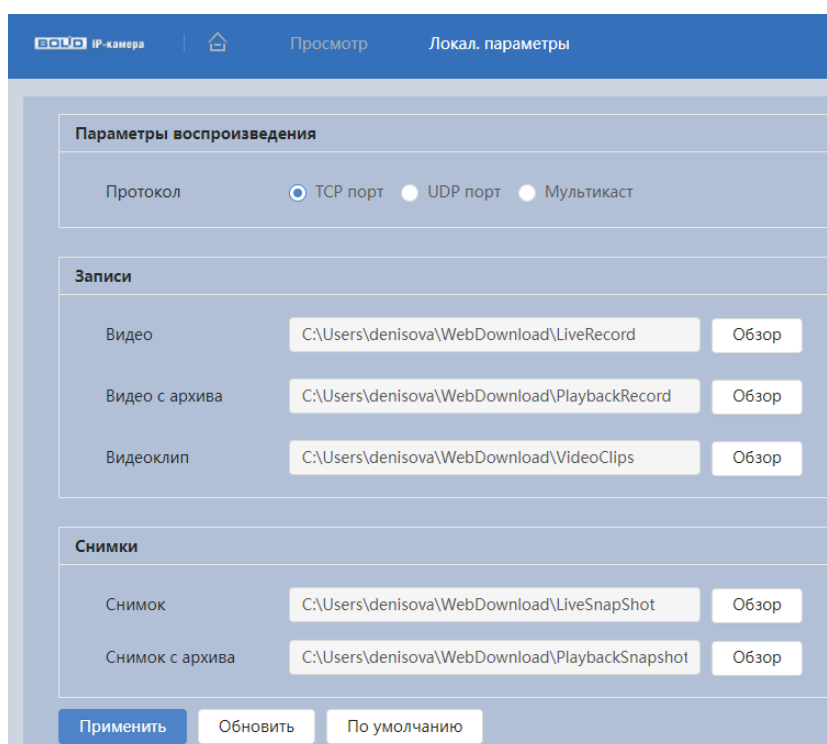 BOLID IP-камера Просмотр Локал. параметры
Параметры воспроизведения
Протокол TCP порт UDP порт Мультикаст
Записи
Видео C:\Users\denisova\WebDownload\LiveRecord Обзор
Видео с архива C:\Users\denisova\WebDownload\PlaybackRecord Обзор
Видеоклип C:\Users\denisova\WebDownload\VideoClips Обзор
Снимки
Снимок C:\Users\denisova\WebDownload\LiveSnapShot Обзор
Снимок с архива C:\Users\denisova\WebDownload\PlaybackSnapshot Обзор
Применить Обновить По умолчанию